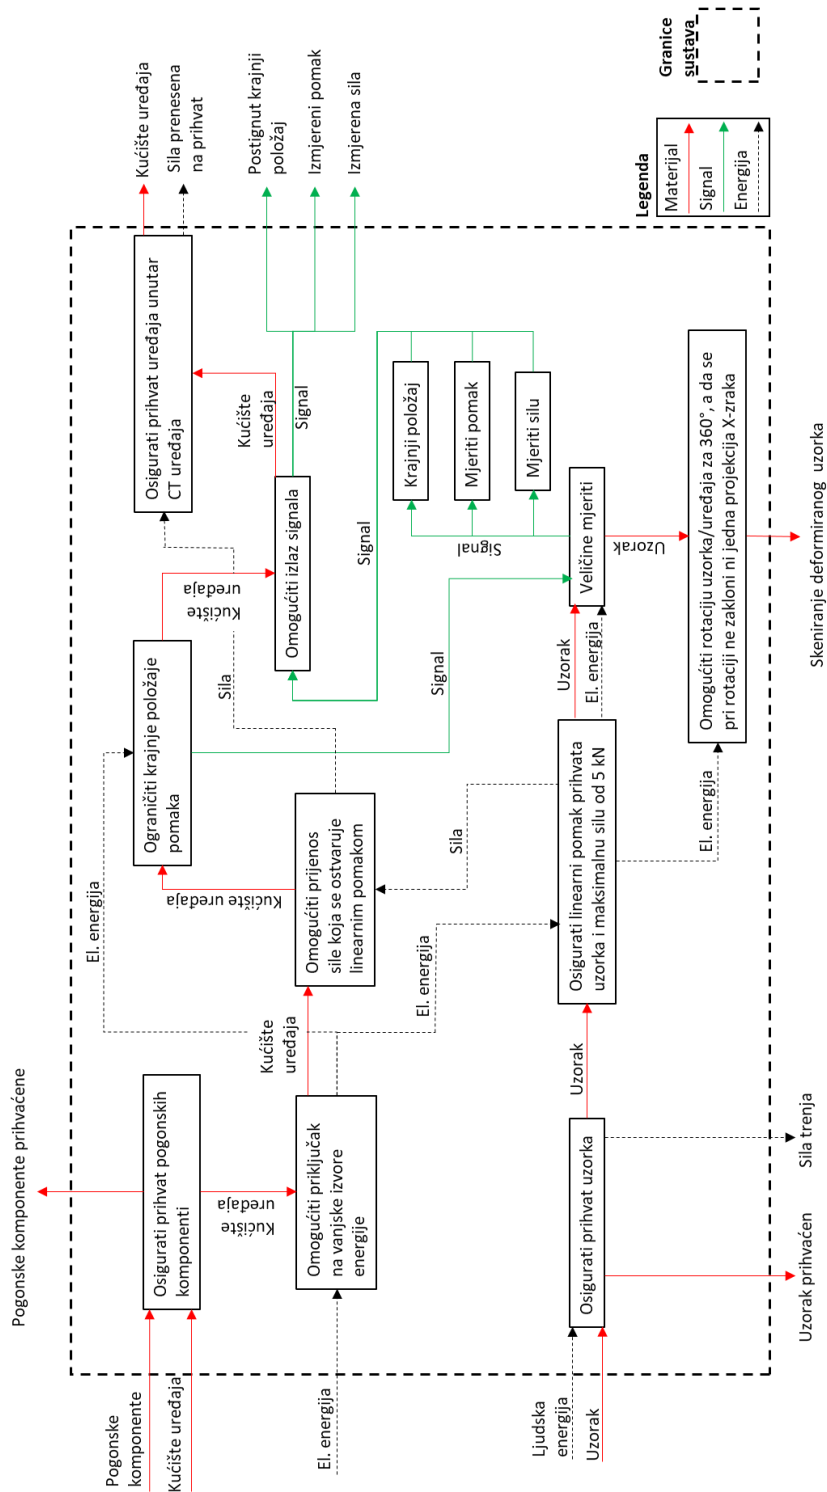 Pogonske komponente prihvaćene
Pogonske
komponente
Kućište uređaja
El. energija
Ljudska
energija
Uzorak
Osigurati prihvat pogonskih
komponenti
Kućište
uređaja
Omogućiti priključak
na vanjske izvore
energije
Osigurati prihvat uzorka
Uzorak prihvaćen
Sila trenja
Uzorak
Kućište
uređaja
El. energija
El. energija
Omogućiti prijenos
sile koja se ostvaruje
linearnim pomakom
Kućište uređaja
Ograničiti krajnje položaje
pomaka
Sila
Osigurati linearni pomak prihvata
uzorka i maksimalnu silu od 5 kN
El. energija
Uzorak
El. energija
Signal
Sila
Kućište
uređaja
Omogućiti izlaz signala
Signal
Kućište
uređaja
Signal
Osigurati prihvat uređaja unutar
CT uređaja
Veličine mjeriti
Signal
Uzorak
Krajnji položaj
Mjeriti pomak
Mjeriti silu
Omogućiti rotaciju uzorka/uređaja za 360°, a da se
pri rotaciji ne zakloni ni jedna projekcija X-zraka
Skeniranje deformiranog uzorka
Kućište uređaja
Sila prenesena
na prihvat
Postignut krajnji
položaj
Izmjereni pomak
Izmjerena sila
Legenda
Materijal
Signal
Energija
Granice
sustava